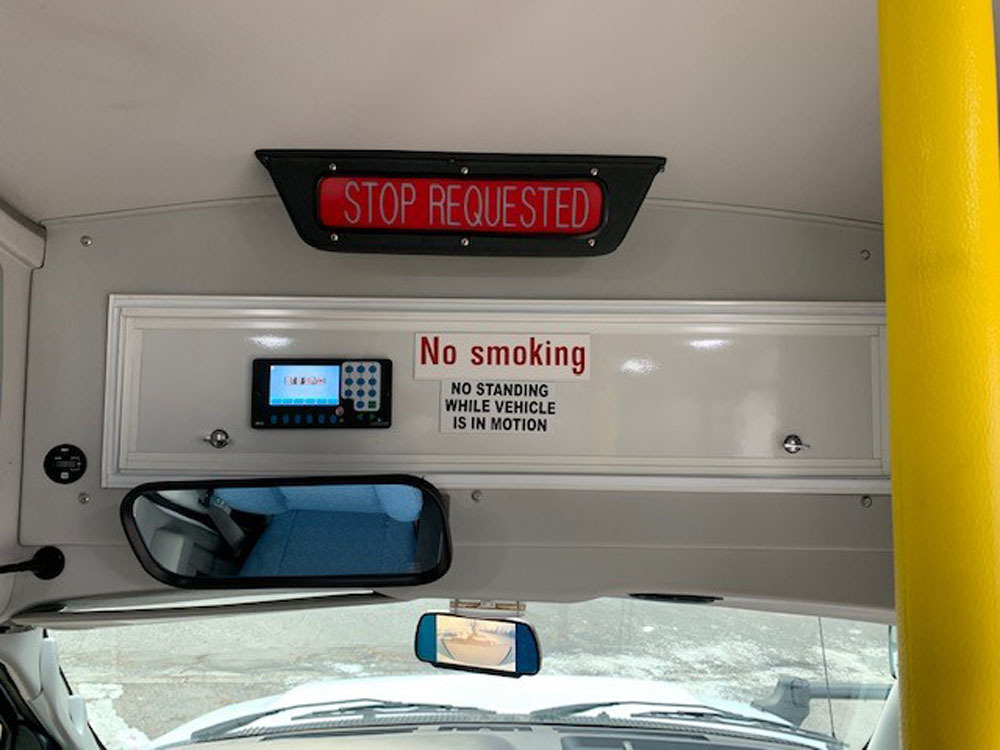 STOP REQUESTED
No smoking
NO STANDING
WHILE VEHICLE
IS IN MOTION